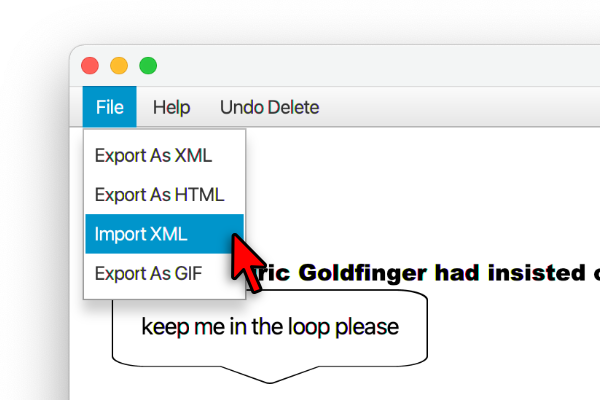 File Help Undo Delete
Export As XML
Export As HTML
Import XML
Export As GIF
Goldfinger had insisted
keep me in the loop please